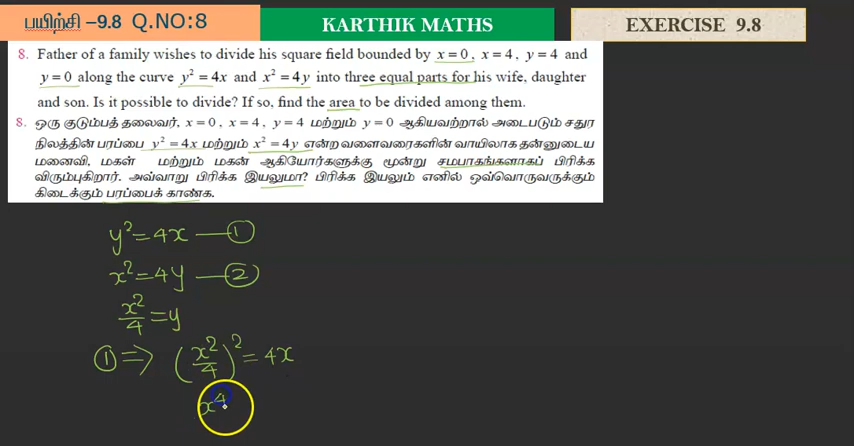 பயிற்சி –9.8 Q.NO:8
KARTHIK MATHS
EXERCISE 9.8
8. Father of a family wishes to divide his square field bounded by x = 0, x = 4, y = 4 and
y = 0 along the curve y² = 4x and x² = 4y into three equal parts for his wife, daughter
and son. Is it possible to divide? If so, find the area to be divided among them.
8. ஒரு குடும்பத் தலைவர், x = 0, x = 4, y = 4 மற்றும் y = 0 ஆகியவற்றால் அடைபடும் சதுர
நிலத்தின் பரப்பை y² = 4x மற்றும் x² = 4y என்ற வளைவரைகளின் வாயிலாக தன்னுடைய
மனைவி, மகள் மற்றும் மகன் ஆகியோர்களுக்கு மூன்று சமபாகங்களாகப் பிரிக்க
விரும்புகிறார். அவ்வாறு பிரிக்க இயலுமா? பிரிக்க இயலும் எனில் ஒவ்வொருவருக்கும்
கிடைக்கும் பரப்பைக் காண்க.
y² = 4x — ①
x² = 4y — ②
x²/4 = y
① ⇒ (x²/4)² = 4x
x⁴